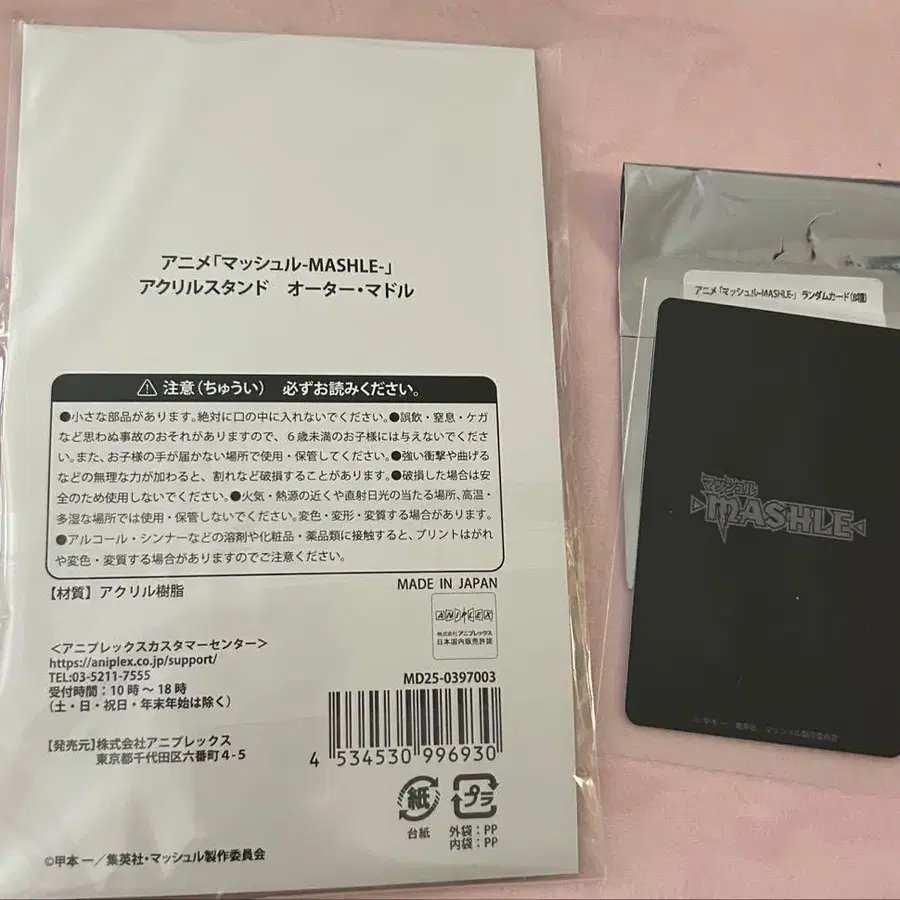 アニメ「マッシュル-MASHLE-」
アクリルスタンド　オーター・マドル
注意（ちゅうい）　必ずお読みください。
●小さな部品があります。絶対に口の中に入れないでください。●誤飲・窒息・ケガ
など思わぬ事故のおそれがありますので、６歳未満のお子様には与えないでくださ
い。また、お子様の手が届かない場所で使用・保管してください。●強い衝撃や曲げる
などの無理な力が加わると、割れなど破損することがあります。●破損した場合は安
全のため使用しないでください。●火気・熱源の近くや直射日光の当たる場所、高温・
多湿な場所では使用・保管しないでください。変色・変形・変質する場合があります。
●アルコール・シンナーなどの溶剤や化粧品・薬品類に接触すると、プリントはがれ
や変色・変質する場合がありますのでご注意ください。
【材質】アクリル樹脂
MADE IN JAPAN
ANIPLEX
株式会社アニプレックス
日本国内販売許諾
＜アニプレックスカスタマーセンター＞
https://aniplex.co.jp/support/
TEL:03-5211-7555
受付時間：10時～18時
（土・日・祝日・年末年始は除く）
MD25-0397003
4 534530 996930
【発売元】株式会社アニプレックス
東京都千代田区六番町4-5
紙
台紙
プラ
外袋：PP
内袋：PP
©甲本 一／集英社・マッシュル製作委員会
アニメ「マッシュル-MASHLE-」ランダムカード（8種）
マッシュル
MASHLE
©甲本 一／集英社・マッシュル製作委員会